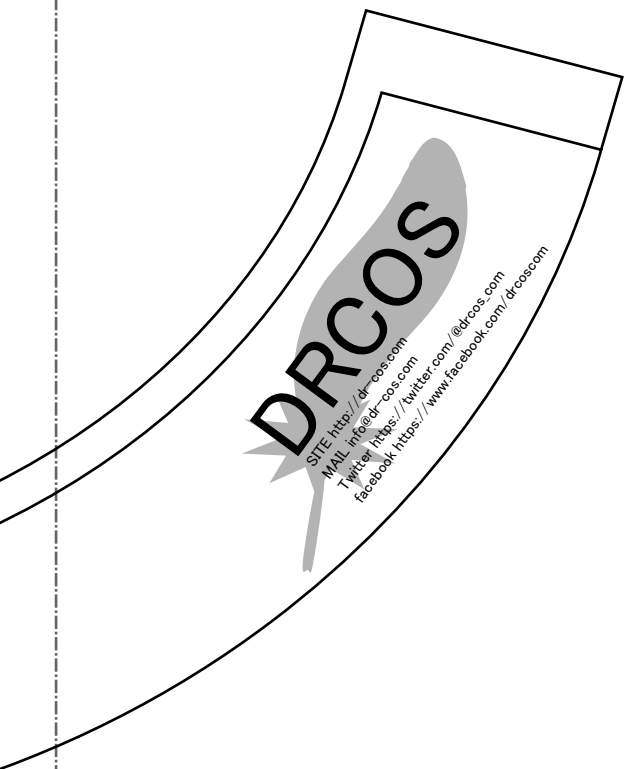 DRCOS
SITE http://dr-cos.com
MAIL info@dr-cos.com
Twitter https://twitter.com/@drcos_com
facebook https://www.facebook.com/drcoscom